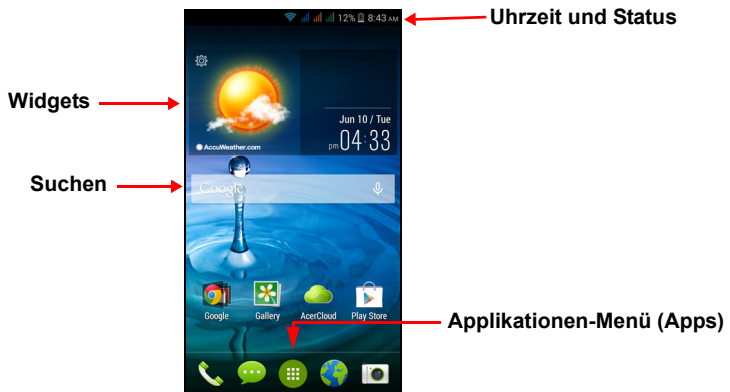 12% 8:43 AM
Uhrzeit und Status
Widgets
Jun 10 / Tue
pm 04:33
AccuWeather.com
Suchen
Google
Google Gallery AcerCloud Play Store
Applikationen-Menü (Apps)